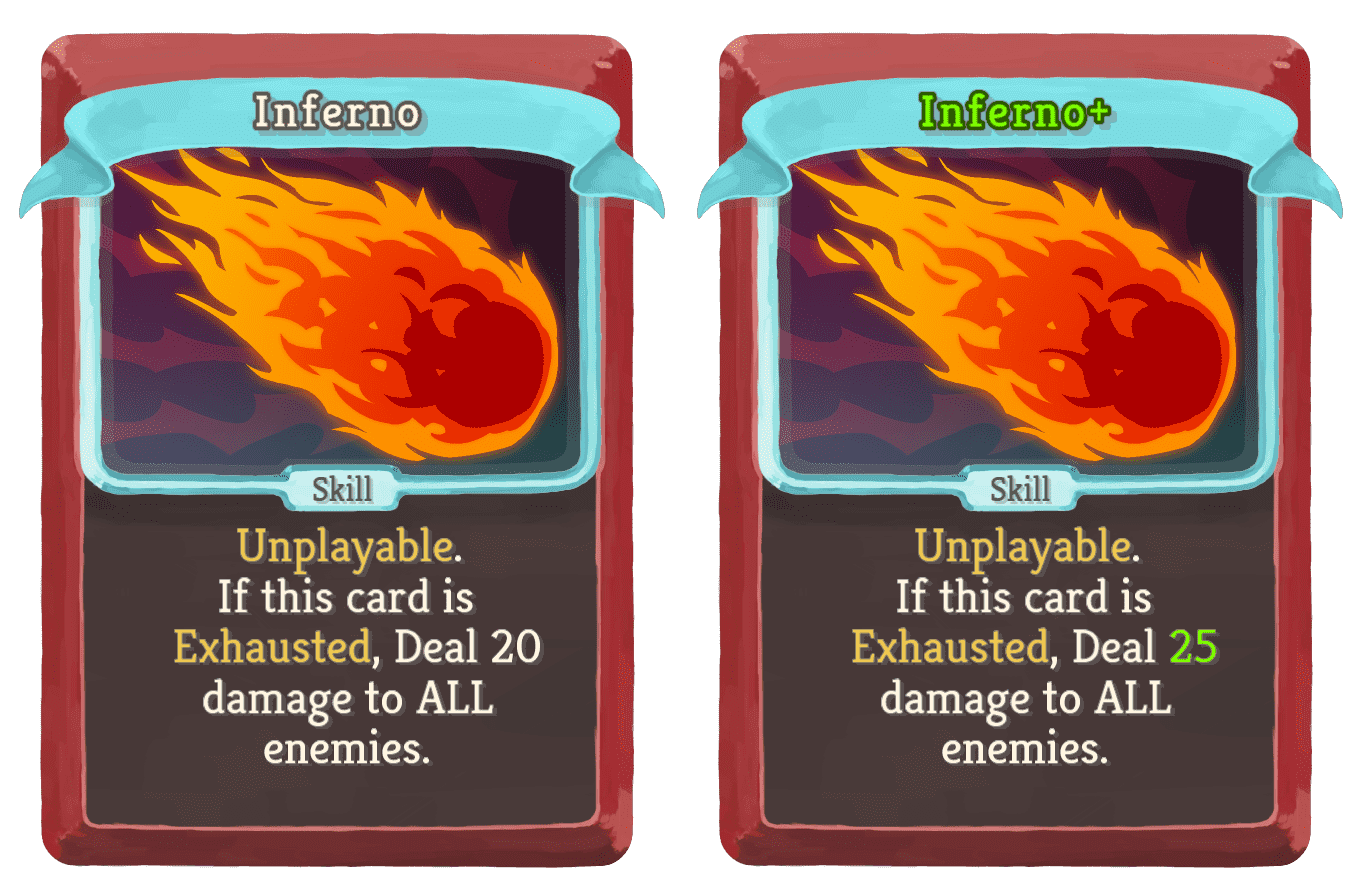 Inferno
Skill
Unplayable.
If this card is
Exhausted, Deal 20
damage to ALL
enemies.
Inferno+
Skill
Unplayable.
If this card is
Exhausted, Deal 25
damage to ALL
enemies.